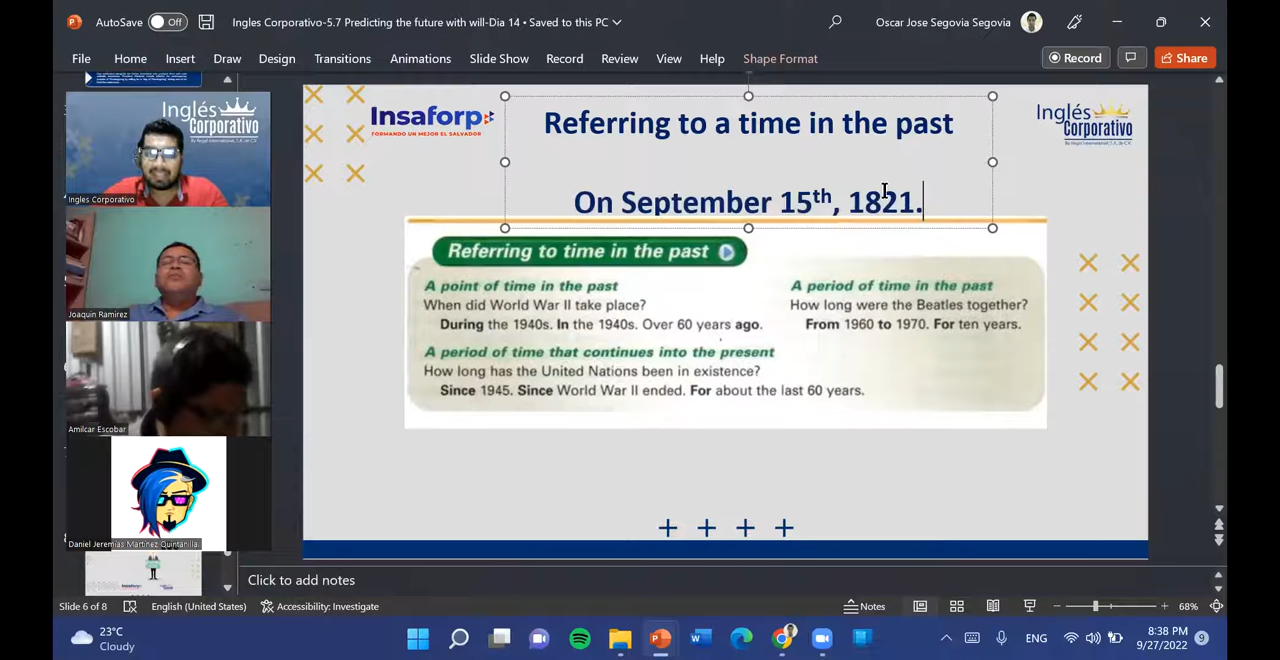 AutoSave Off Ingles Corporativo-5.7 Predicting the future with will-Dia 14 • Saved to this PC Oscar Jose Segovia Segovia
File Home Insert Draw Design Transitions Animations Slide Show Record Review View Help Shape Format Record Share
Inglés
Corporativo
Ingles Corporativo
Joaquin Ramirez
Amilcar Escobar
Daniel Jeremias Martinez Quintanilla.
Insaforp
FORMANDO UN MEJOR EL SALVADOR
Referring to a time in the past
On September 15th, 1821.
Inglés
Corporativo
Referring to time in the past
A point of time in the past
When did World War II take place?
During the 1940s. In the 1940s. Over 60 years ago.
A period of time in the past
How long were the Beatles together?
From 1960 to 1970. For ten years.
A period of time that continues into the present
How long has the United Nations been in existence?
Since 1945. Since World War II ended. For about the last 60 years.
Click to add notes
Slide 6 of 8 English (United States) Accessibility: Investigate Notes 68%
23°C
Cloudy
ENG
8:38 PM
9/27/2022
9